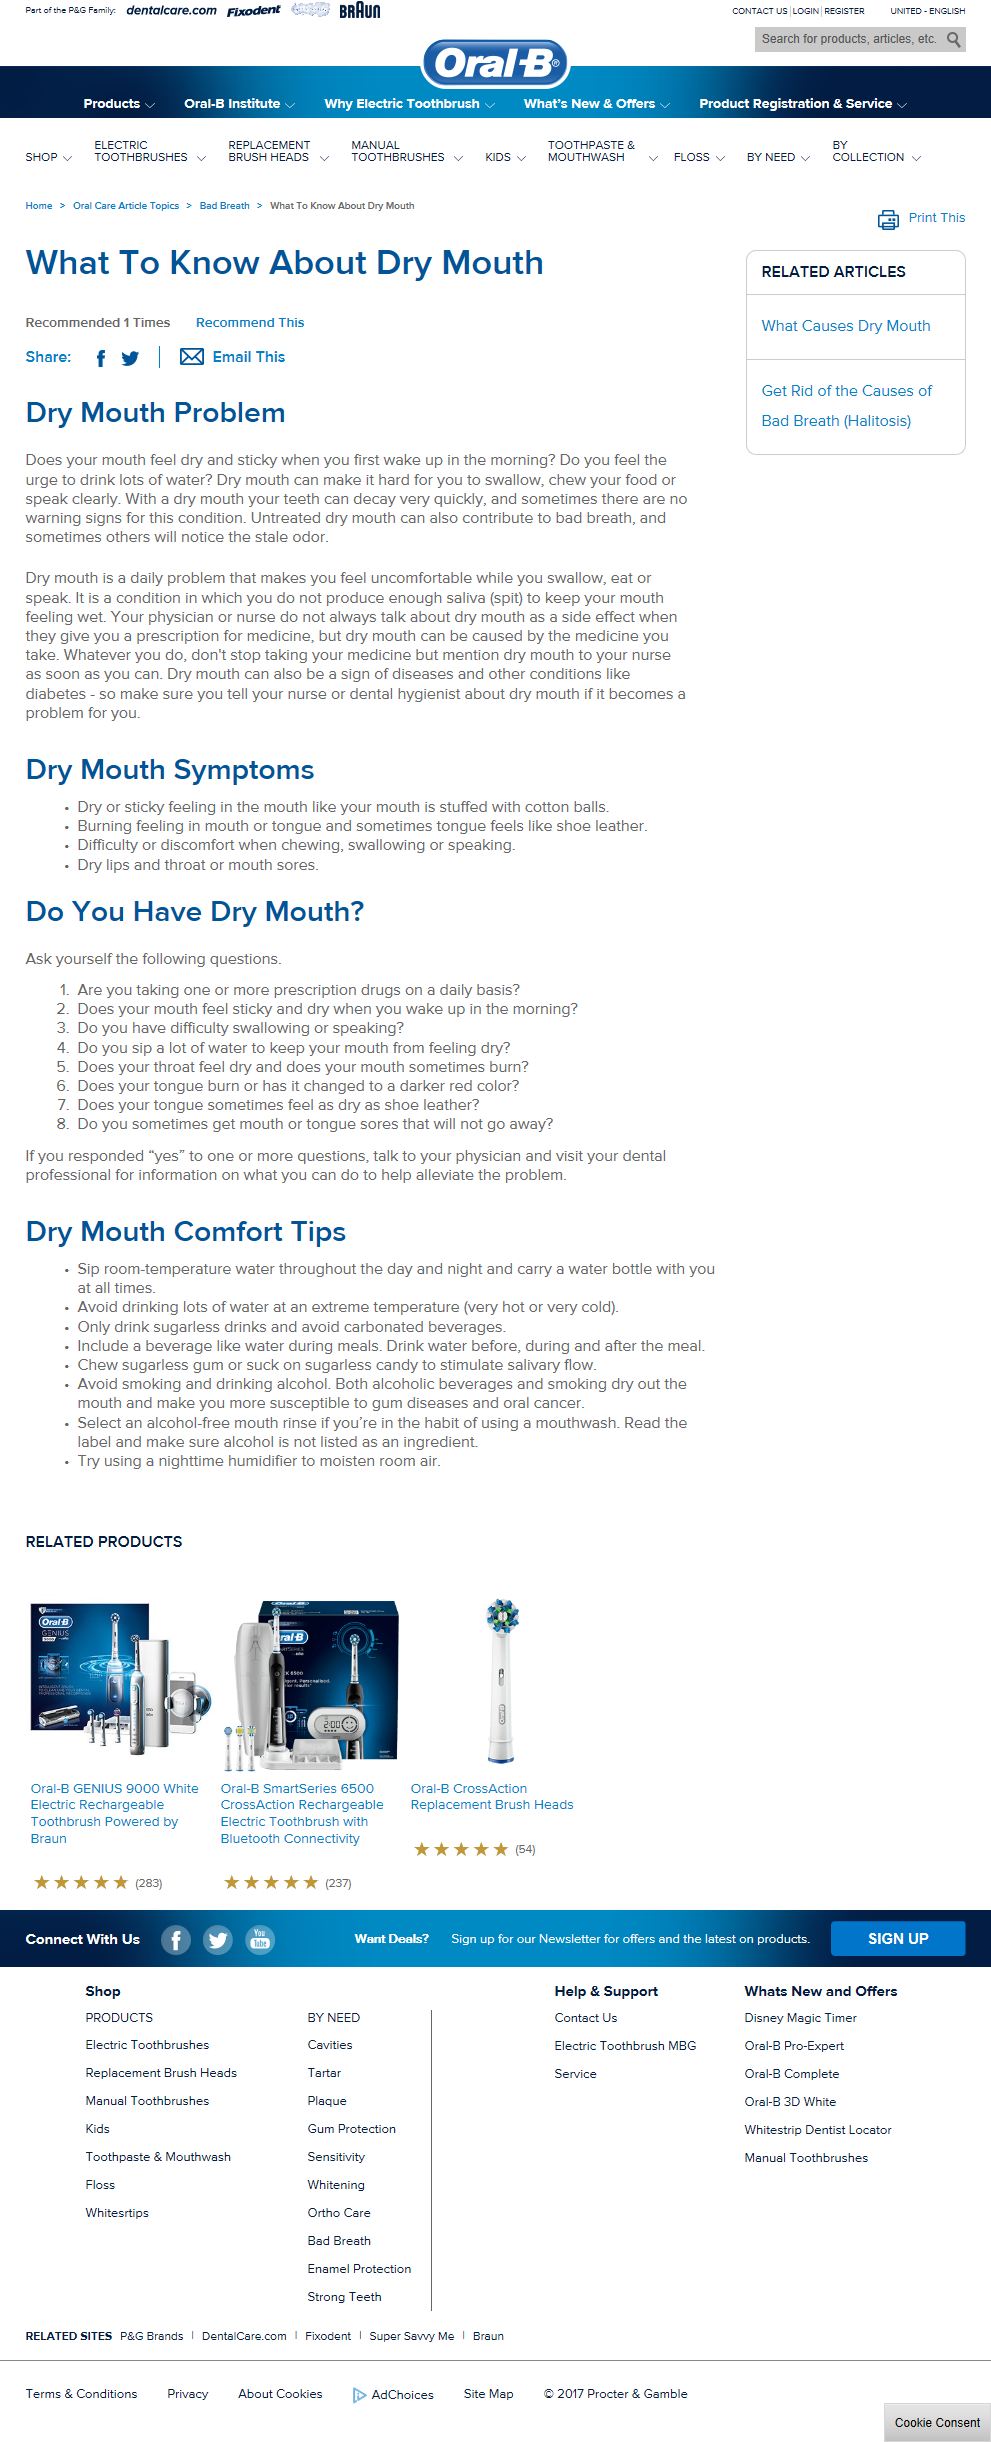 Part of the P&G Family: dentalcare.com Fixodent BRAUN
CONTACT US | LOGIN | REGISTER UNITED - ENGLISH
Search for products, articles, etc.
Oral-B®
Products Oral-B Institute Why Electric Toothbrush What's New & Offers Product Registration & Service
SHOP ELECTRIC TOOTHBRUSHES REPLACEMENT BRUSH HEADS MANUAL TOOTHBRUSHES KIDS TOOTHPASTE & MOUTHWASH FLOSS BY NEED BY COLLECTION
Home > Oral Care Article Topics > Bad Breath > What To Know About Dry Mouth
Print This
What To Know About Dry Mouth
Recommended 1 Times Recommend This
Share: Email This
RELATED ARTICLES
What Causes Dry Mouth
Get Rid of the Causes of
Bad Breath (Halitosis)
Dry Mouth Problem
Does your mouth feel dry and sticky when you first wake up in the morning? Do you feel the
urge to drink lots of water? Dry mouth can make it hard for you to swallow, chew your food or
speak clearly. With a dry mouth your teeth can decay very quickly, and sometimes there are no
warning signs for this condition. Untreated dry mouth can also contribute to bad breath, and
sometimes others will notice the stale odor.
Dry mouth is a daily problem that makes you feel uncomfortable while you swallow, eat or
speak. It is a condition in which you do not produce enough saliva (spit) to keep your mouth
feeling wet. Your physician or nurse do not always talk about dry mouth as a side effect when
they give you a prescription for medicine, but dry mouth can be caused by the medicine you
take. Whatever you do, don't stop taking your medicine but mention dry mouth to your nurse
as soon as you can. Dry mouth can also be a sign of diseases and other conditions like
diabetes - so make sure you tell your nurse or dental hygienist about dry mouth if it becomes a
problem for you.
Dry Mouth Symptoms
• Dry or sticky feeling in the mouth like your mouth is stuffed with cotton balls.
• Burning feeling in mouth or tongue and sometimes tongue feels like shoe leather.
• Difficulty or discomfort when chewing, swallowing or speaking.
• Dry lips and throat or mouth sores.
Do You Have Dry Mouth?
Ask yourself the following questions.
1. Are you taking one or more prescription drugs on a daily basis?
2. Does your mouth feel sticky and dry when you wake up in the morning?
3. Do you have difficulty swallowing or speaking?
4. Do you sip a lot of water to keep your mouth from feeling dry?
5. Does your throat feel dry and does your mouth sometimes burn?
6. Does your tongue burn or has it changed to a darker red color?
7. Does your tongue sometimes feel as dry as shoe leather?
8. Do you sometimes get mouth or tongue sores that will not go away?
If you responded “yes” to one or more questions, talk to your physician and visit your dental
professional for information on what you can do to help alleviate the problem.
Dry Mouth Comfort Tips
• Sip room-temperature water throughout the day and night and carry a water bottle with you
at all times.
• Avoid drinking lots of water at an extreme temperature (very hot or very cold).
• Only drink sugarless drinks and avoid carbonated beverages.
• Include a beverage like water during meals. Drink water before, during and after the meal.
• Chew sugarless gum or suck on sugarless candy to stimulate salivary flow.
• Avoid smoking and drinking alcohol. Both alcoholic beverages and smoking dry out the
mouth and make you more susceptible to gum diseases and oral cancer.
• Select an alcohol-free mouth rinse if you're in the habit of using a mouthwash. Read the
label and make sure alcohol is not listed as an ingredient.
• Try using a nighttime humidifier to moisten room air.
RELATED PRODUCTS
Oral-B
GENIUS
9000
2:00
Oral-B GENIUS 9000 White
Electric Rechargeable
Toothbrush Powered by
Braun
(283)
Oral-B SmartSeries 6500
CrossAction Rechargeable
Electric Toothbrush with
Bluetooth Connectivity
(237)
Oral-B CrossAction
Replacement Brush Heads
(54)
Connect With Us You Tube Want Deals? Sign up for our Newsletter for offers and the latest on products. SIGN UP
Shop
PRODUCTS
Electric Toothbrushes
Replacement Brush Heads
Manual Toothbrushes
Kids
Toothpaste & Mouthwash
Floss
Whitesrtips
BY NEED
Cavities
Tartar
Plaque
Gum Protection
Sensitivity
Whitening
Ortho Care
Bad Breath
Enamel Protection
Strong Teeth
Help & Support
Contact Us
Electric Toothbrush MBG
Service
Whats New and Offers
Disney Magic Timer
Oral-B Pro-Expert
Oral-B Complete
Oral-B 3D White
Whitestrip Dentist Locator
Manual Toothbrushes
RELATED SITES P&G Brands | DentalCare.com | Fixodent | Super Savvy Me | Braun
Terms & Conditions Privacy About Cookies AdChoices Site Map © 2017 Procter & Gamble
Cookie Consent